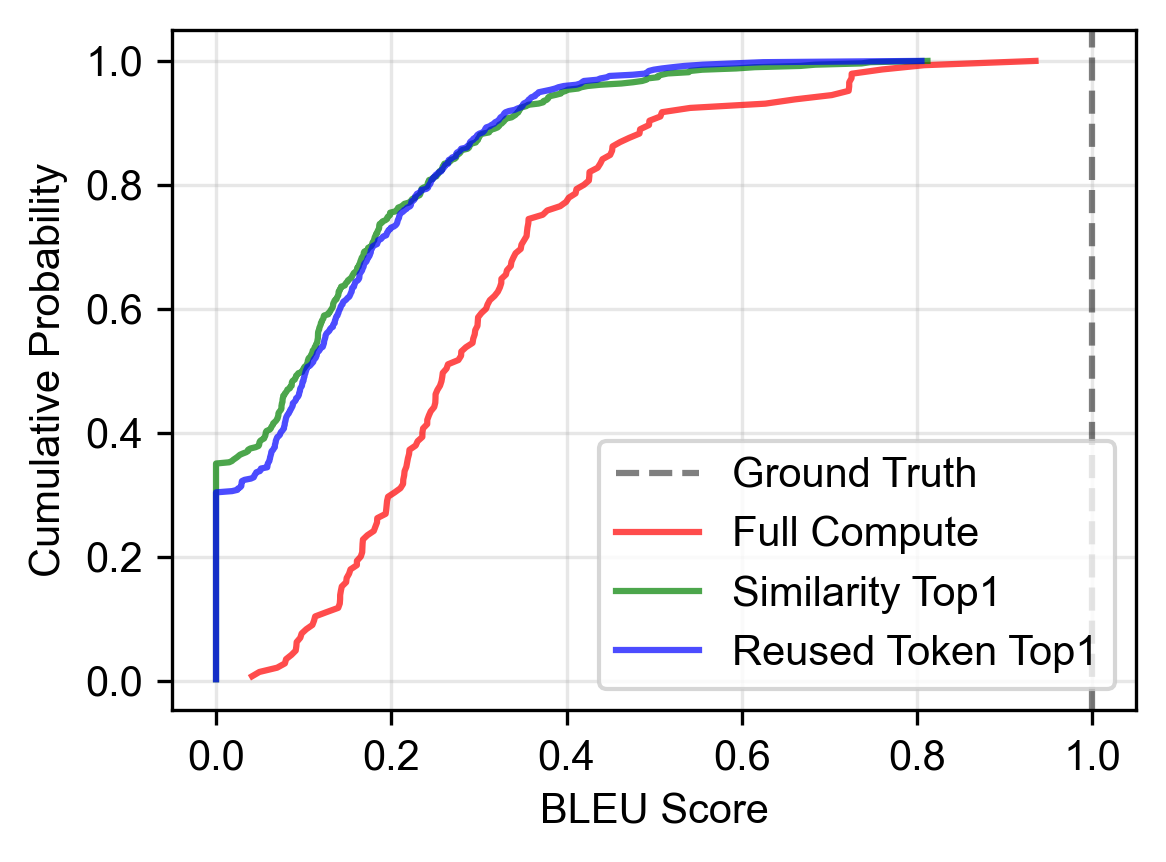 1.0
0.8
0.6
0.4
0.2
0.0
Cumulative Probability
Ground Truth
Full Compute
Similarity Top1
Reused Token Top1
0.0 0.2 0.4 0.6 0.8 1.0
BLEU Score